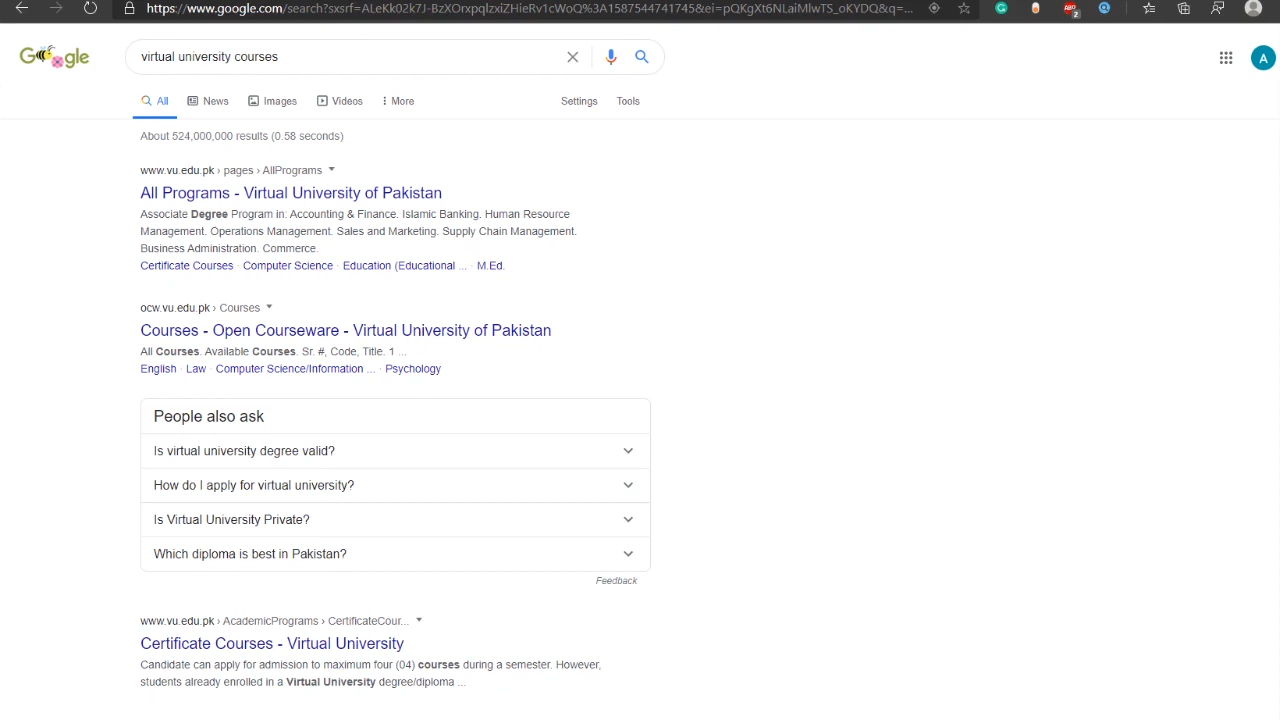 https://www.google.com/search?sxsrf=ALeKk02k7J-BzXOrxpqlzxiZHieRv1cWoQ%3A1587544741745&ei=pQKgXt6NLaiMlwTS_oKYDQ&q=...
ABP
2
Google
virtual university courses
A
All
News
Images
Videos
More
Settings
Tools
About 524,000,000 results (0.58 seconds)
www.vu.edu.pk › pages › AllPrograms
All Programs - Virtual University of Pakistan
Associate Degree Program in: Accounting & Finance. Islamic Banking. Human Resource
Management. Operations Management. Sales and Marketing. Supply Chain Management.
Business Administration. Commerce.
Certificate Courses · Computer Science · Education (Educational ... · M.Ed.
ocw.vu.edu.pk › Courses
Courses - Open Courseware - Virtual University of Pakistan
All Courses. Available Courses. Sr. #, Code, Title. 1 ...
English · Law · Computer Science/Information ... · Psychology
People also ask
Is virtual university degree valid?
How do I apply for virtual university?
Is Virtual University Private?
Which diploma is best in Pakistan?
Feedback
www.vu.edu.pk › AcademicPrograms › CertificateCour...
Certificate Courses - Virtual University
Candidate can apply for admission to maximum four (04) courses during a semester. However,
students already enrolled in a Virtual University degree/diploma ...